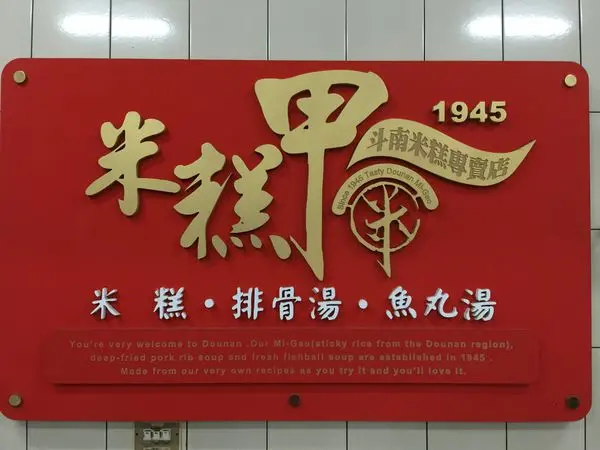 米糕甲
1945
斗南米糕專賣店
Since 1945 Tasty Dounan Mi-Gao
米
米 糕・排骨湯・魚丸湯
You're very welcome to Dounan .Our Mi-Gao(sticky rice from the Dounan region),
deep-fried pork rib soup and fresh fishball soup are established in 1945 .
Made from our very own recipes as you try it and you'll love it.